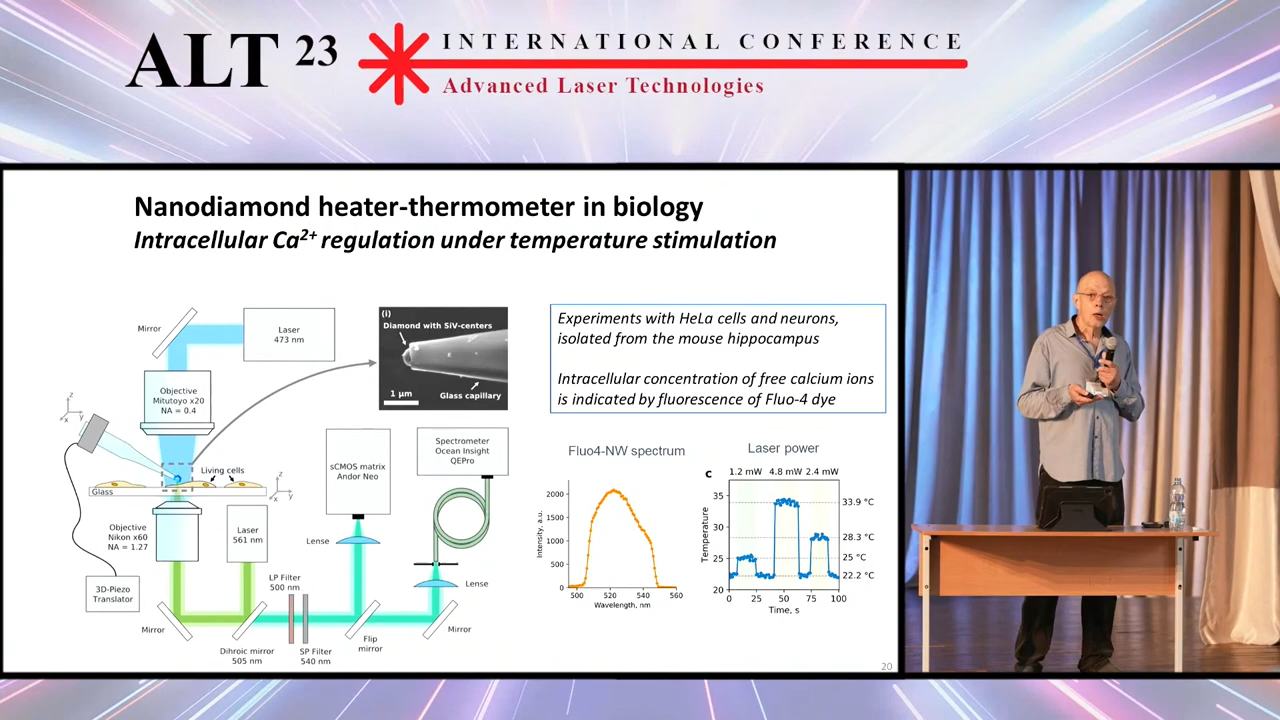 ALT 23
INTERNATIONAL CONFERENCE
Advanced Laser Technologies
Nanodiamond heater-thermometer in biology
Intracellular Ca2+ regulation under temperature stimulation
Mirror
Laser
473 nm
Objective
Mitutoyo x20
NA = 0.4
z
x
y
Living cells
Glass
z
x
y
Objective
Nikon x60
NA = 1.27
Laser
561 nm
3D-Piezo
Translator
Mirror
LP Filter
500 nm
Dihroic mirror
505 nm
SP Filter
540 nm
Flip
mirror
Mirror
Lense
Lense
sCMOS matrix
Andor Neo
Spectrometer
Ocean Insight
QEPro
(i)
Diamond with SiV-centers
1 µm
Glass capillary
Experiments with HeLa cells and neurons,
isolated from the mouse hippocampus
Intracellular concentration of free calcium ions
is indicated by fluorescence of Fluo-4 dye
Fluo4-NW spectrum
Intensity, a.u.
2000
1500
1000
500
0
500 520 540 560
Wavelength, nm
Laser power
c
1.2 mW 4.8 mW 2.4 mW
Temperature
35
30
25
20
33.9 °C
28.3 °C
25 °C
22.2 °C
0 25 50 75 100
Time, s
20